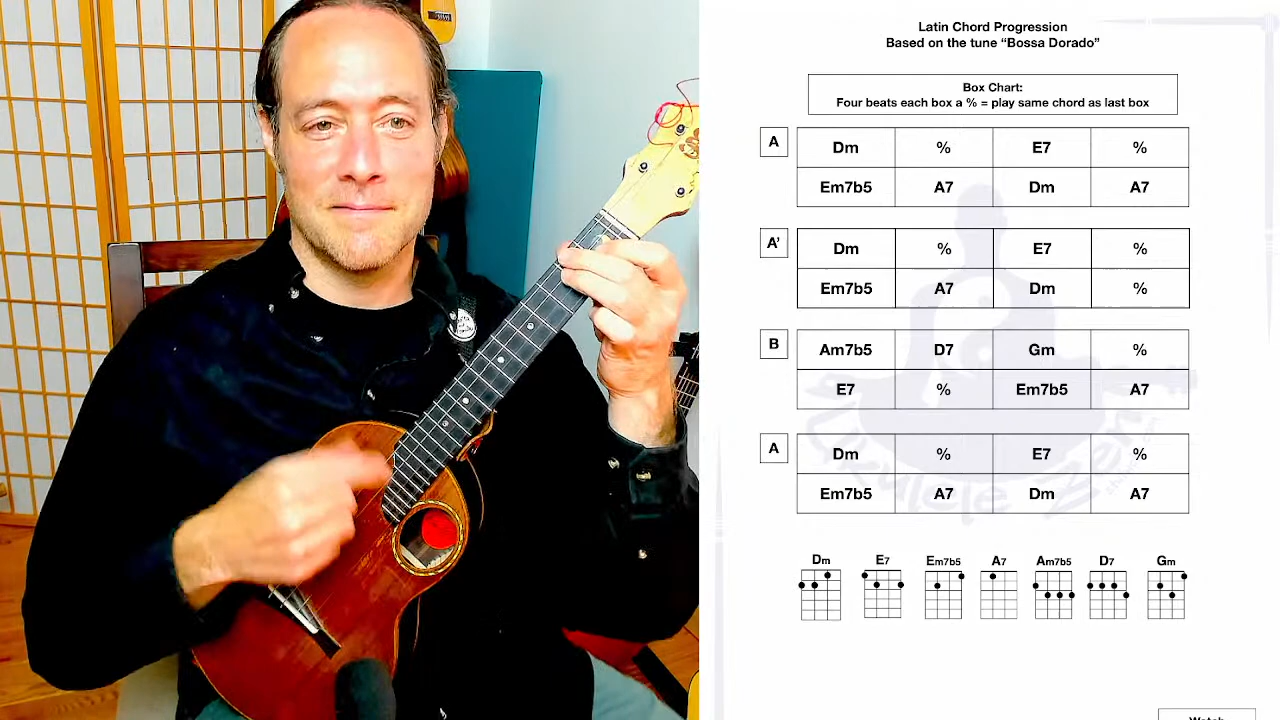 Latin Chord Progression
Based on the tune “Bossa Dorado”
Box Chart:
Four beats each box a % = play same chord as last box
A
Dm % E7 %
Em7b5 A7 Dm A7
A’
Dm % E7 %
Em7b5 A7 Dm %
B
Am7b5 D7 Gm %
E7 % Em7b5 A7
A
Dm % E7 %
Em7b5 A7 Dm A7
Dm E7 Em7b5 A7 Am7b5 D7 Gm